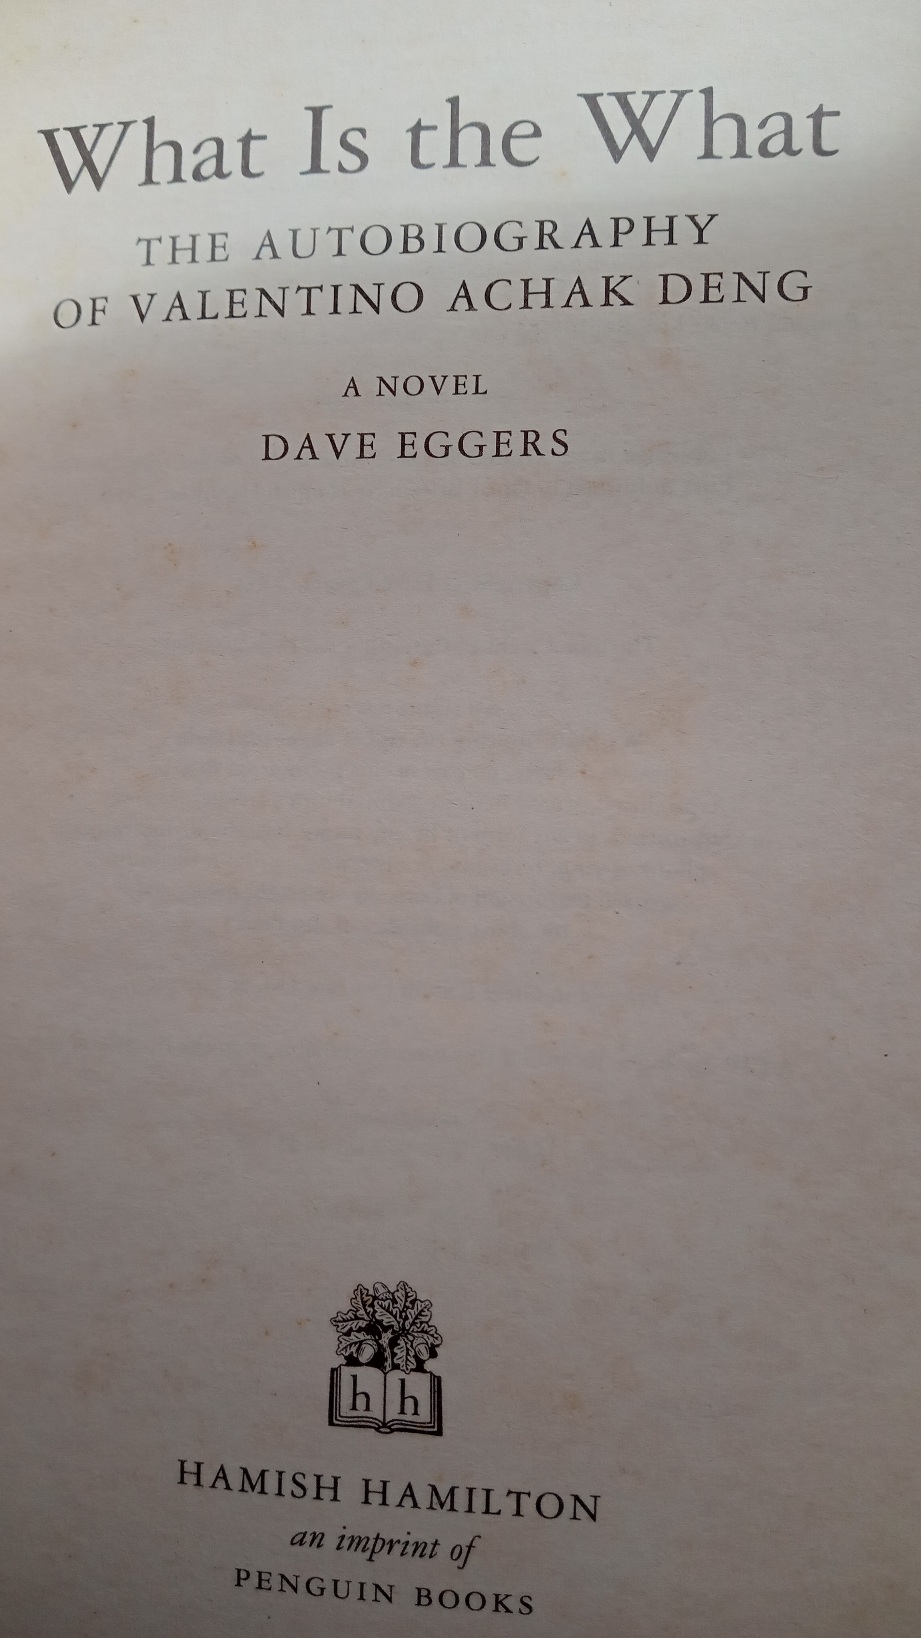 What Is the What
THE AUTOBIOGRAPHY
OF VALENTINO ACHAK DENG
A NOVEL
DAVE EGGERS
h h
HAMISH HAMILTON
an imprint of
PENGUIN BOOKS